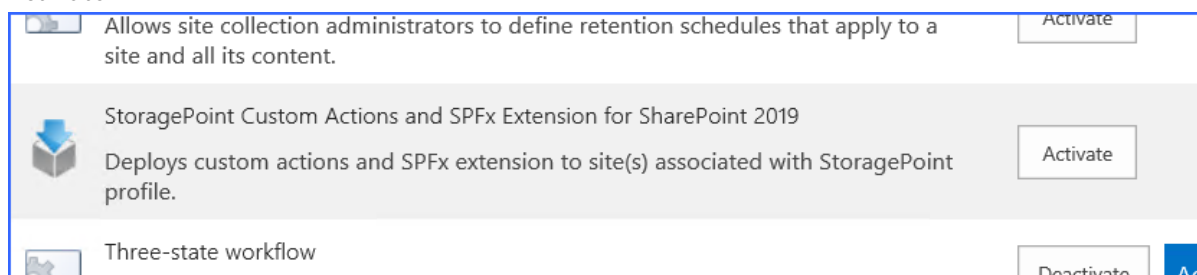 Allows site collection administrators to define retention schedules that apply to a
site and all its content.
Activate
StoragePoint Custom Actions and SPFx Extension for SharePoint 2019
Deploys custom actions and SPFx extension to site(s) associated with StoragePoint
profile.
Activate
Three-state workflow
Deactivate